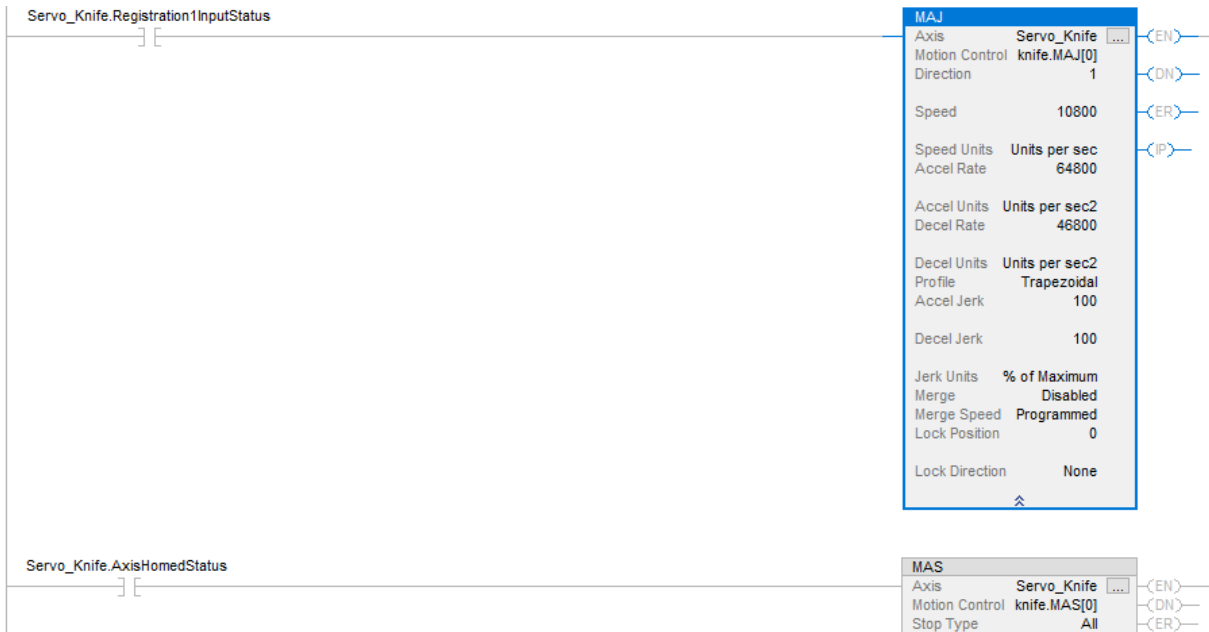 Servo_Knife.Registration1InputStatus
MAJ
Axis Servo_Knife ... EN
Motion Control knife.MAJ[0]
Direction 1 DN
Speed 10800 ER
Speed Units Units per sec IP
Accel Rate 64800
Accel Units Units per sec2
Decel Rate 46800
Decel Units Units per sec2
Profile Trapezoidal
Accel Jerk 100
Decel Jerk 100
Jerk Units % of Maximum
Merge Disabled
Merge Speed Programmed
Lock Position 0
Lock Direction None
Servo_Knife.AxisHomedStatus
MAS
Axis Servo_Knife ... EN
Motion Control knife.MAS[0] DN
Stop Type All ER